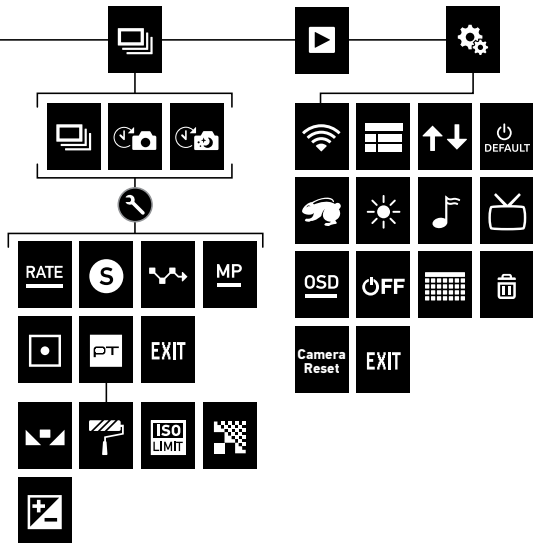 DEFAULT
RATE
S
MP
OSD
OFF
PT
EXIT
Camera
Reset
EXIT
ISO
LIMIT